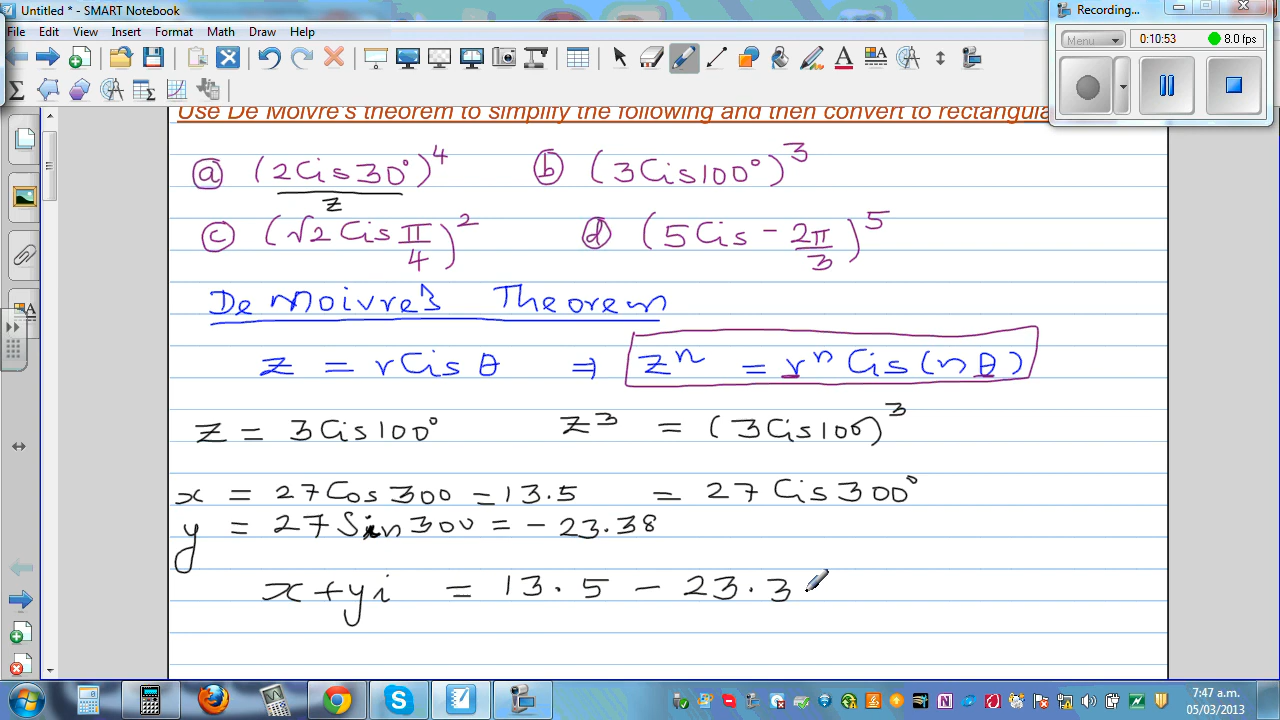 Untitled * - SMART Notebook
Recording...
File Edit View Insert Format Math Draw Help
Menu
0:10:53
8.0 fps
Use De Moivre's theorem to simplify the following and then convert to rectangula
ⓐ (2Cis30°)⁴ ⓑ (3Cis100°)³
z
ⓒ (√2 Cis π/4)² ⓓ (5Cis -2π/3)⁵
De Moivre's Theorem
z = rCis θ ⇒ zⁿ = rⁿ Cis(nθ)
z = 3Cis100° z³ = (3Cis100)³
x = 27Cos300 = 13.5 = 27 Cis300°
y = 27Sin300 = -23.38
x+yi = 13.5 - 23.3
7:47 a.m.
05/03/2013